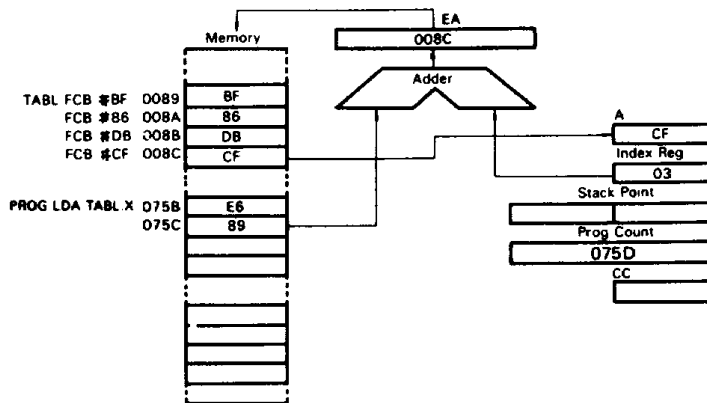 EA
Memory
008C
Adder
TABL FCB #BF 0089 BF
FCB #86 008A 86
FCB #DB 008B DB
FCB #CF 008C CF
A
CF
Index Reg
03
Stack Point
PROG LDA TABL.X 075B E6
075C 89
Prog Count
075D
CC